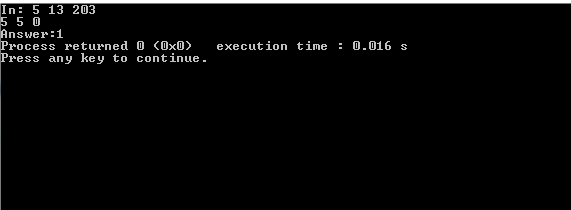 In: 5 13 203
5 5 0
Answer:1
Process returned 0 (0x0)   execution time : 0.016 s
Press any key to continue.